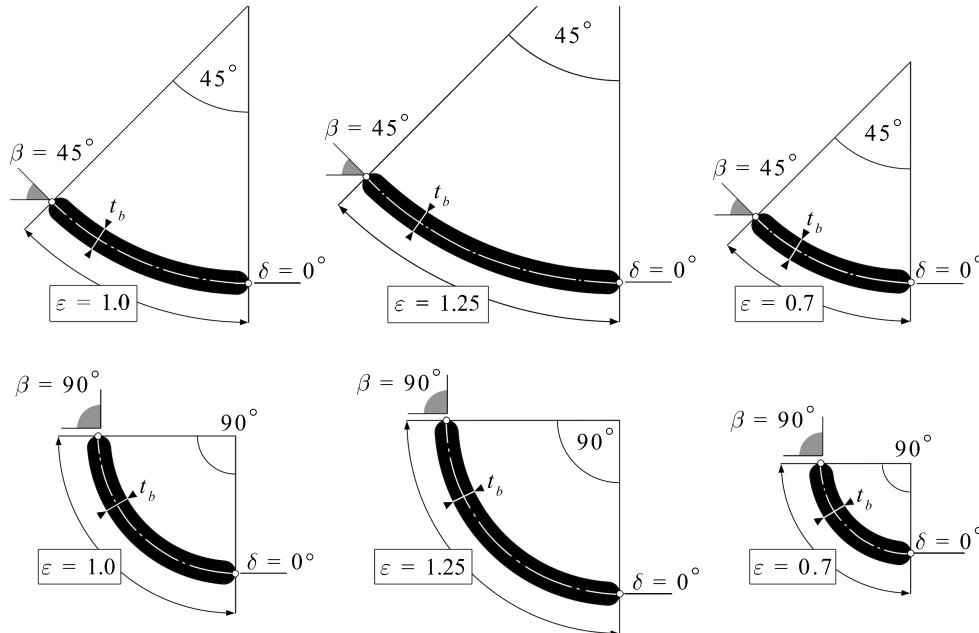 45°
β = 45°
t_b
δ = 0°
ε = 1.0
45°
β = 45°
t_b
δ = 0°
ε = 1.25
45°
β = 45°
t_b
δ = 0°
ε = 0.7
β = 90°
90°
t_b
δ = 0°
ε = 1.0
β = 90°
90°
t_b
δ = 0°
ε = 1.25
β = 90°
90°
t_b
δ = 0°
ε = 0.7